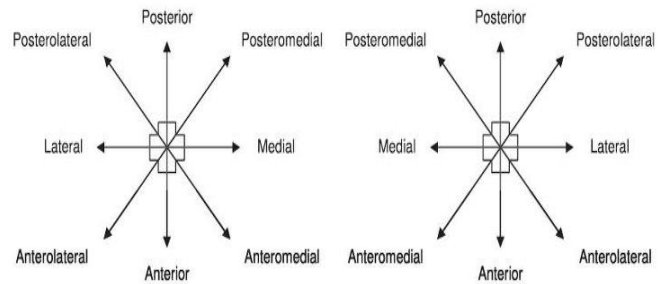 Posterior
Posterolateral
Posteromedial
Lateral
Medial
Anterolateral
Anteromedial
Anterior
Posterior
Posteromedial
Posterolateral
Medial
Lateral
Anteromedial
Anterolateral
Anterior